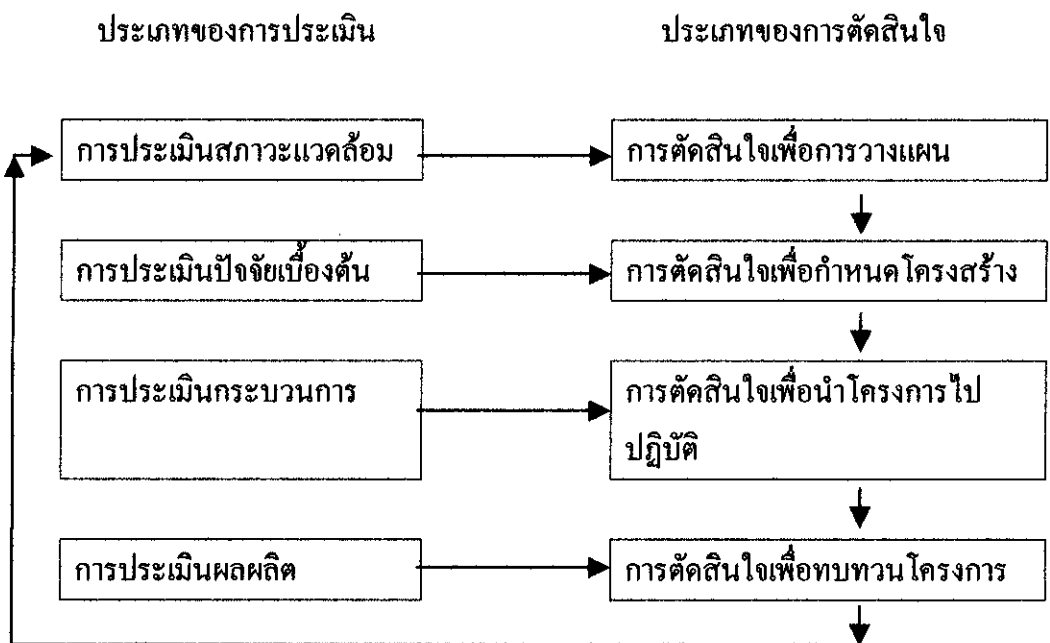 ประเภทของการประเมิน
ประเภทของการตัดสินใจ
การประเมินสภาวะแวดล้อม
การตัดสินใจเพื่อการวางแผน
การประเมินปัจจัยเบื้องต้น
การตัดสินใจเพื่อกำหนดโครงสร้าง
การประเมินกระบวนการ
การตัดสินใจเพื่อนำโครงการไป
ปฏิบัติ
การประเมินผลผลิต
การตัดสินใจเพื่อทบทวนโครงการ